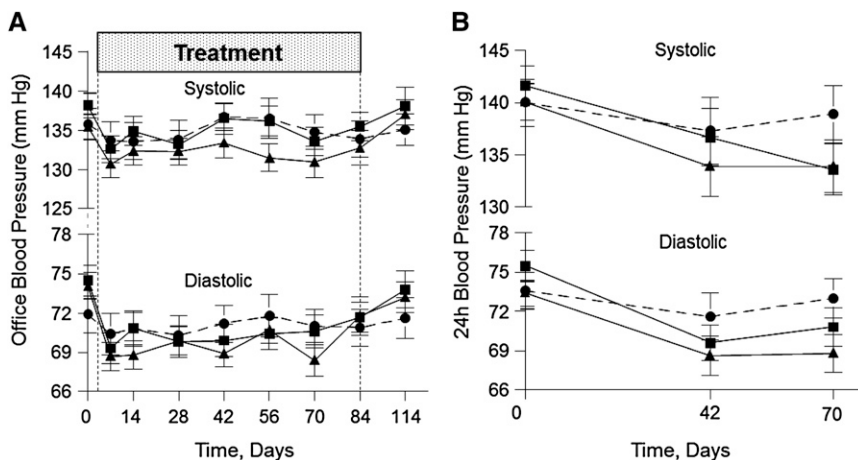 A
Treatment
Systolic
Office Blood Pressure (mm Hg)
145
140
135
131
125
78
75
72
69
66
Diastolic
0
14
28
42
56
70
84
114
Time, Days
B
Systolic
24h Blood Pressure (mm Hg)
145
140
135
130
78
75
72
69
66
Diastolic
0
42
70
Time, Days